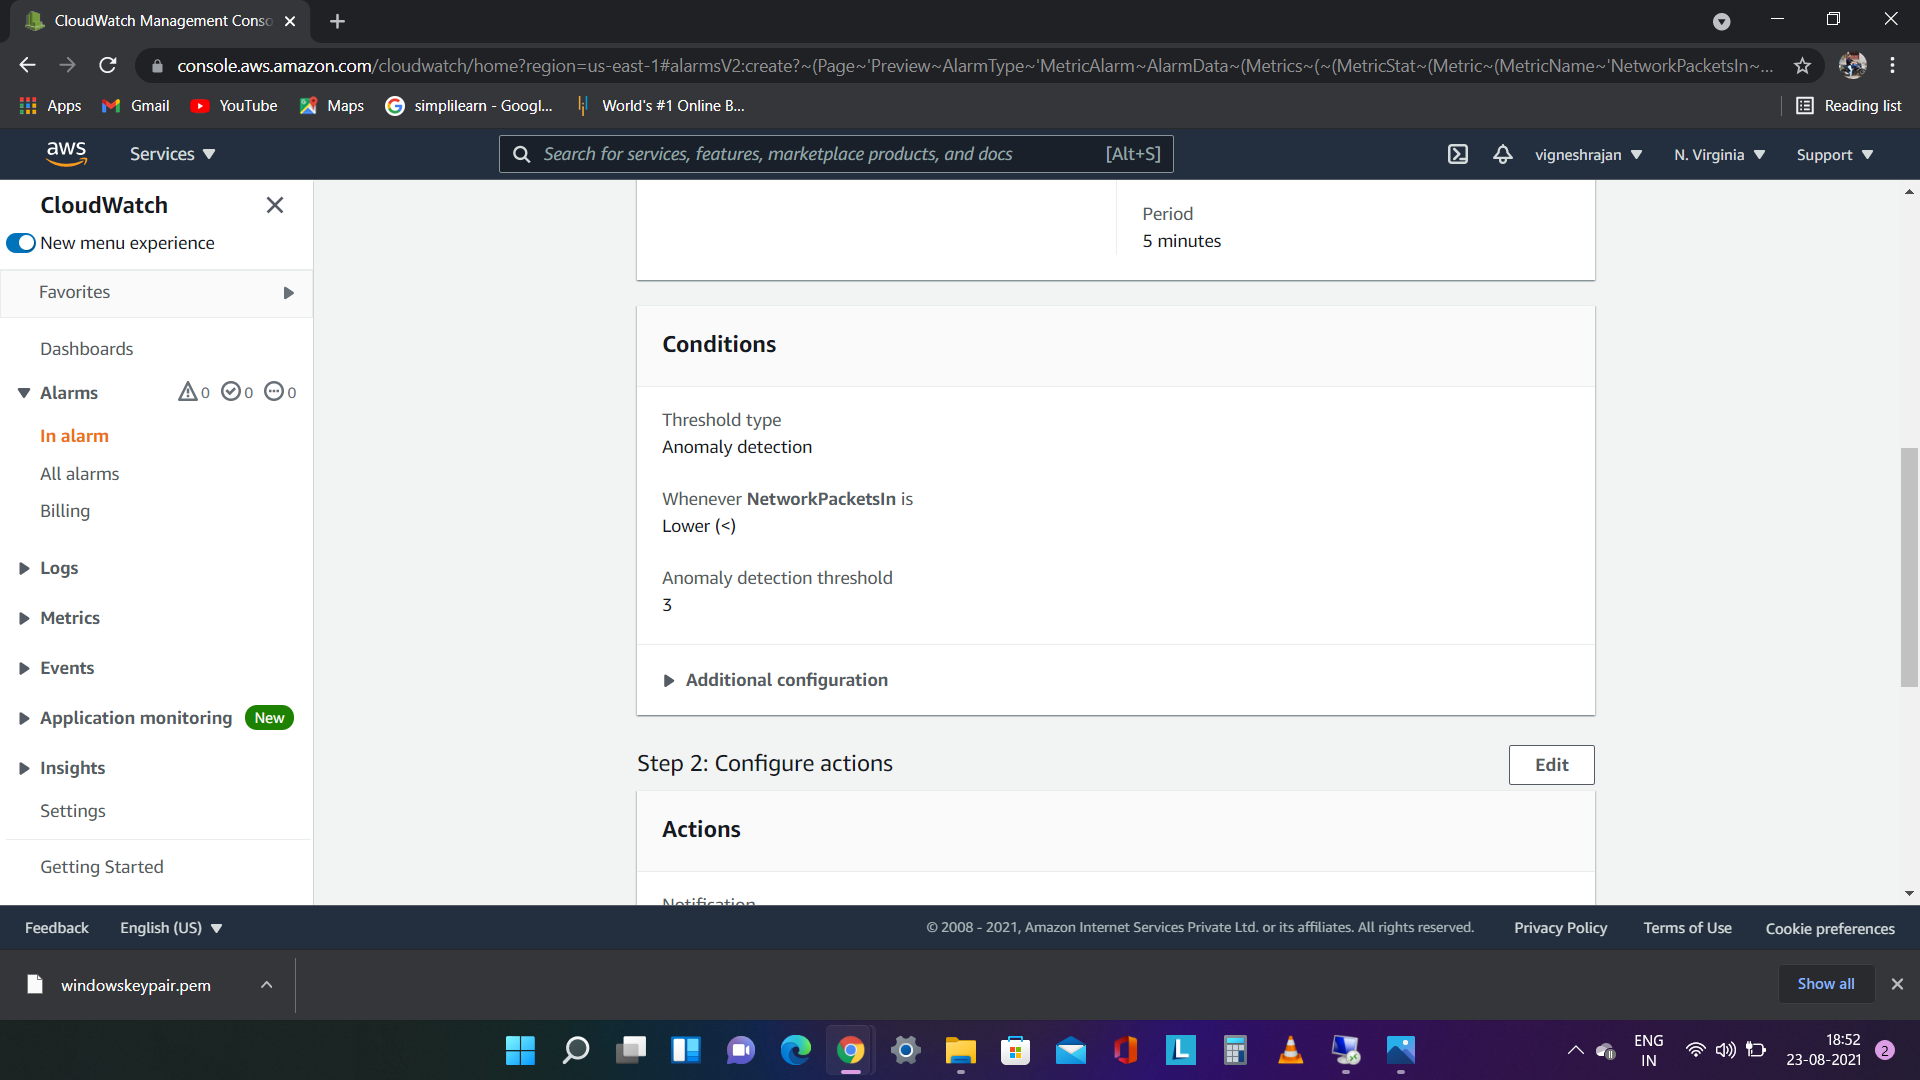 CloudWatch Management Conso
console.aws.amazon.com/cloudwatch/home?region=us-east-1#alarmsV2:create?~(Page~'Preview~AlarmType~'MetricAlarm~AlarmData~(Metrics~(~(MetricStat~(Metric~(MetricName~'NetworkPacketsIn~...
Apps
Gmail
YouTube
Maps
simplilearn - Googl...
World's #1 Online B...
Reading list
aws
Services
Search for services, features, marketplace products, and docs
[Alt+S]
vigneshrajan
N. Virginia
Support
CloudWatch
New menu experience
Favorites
Dashboards
Alarms
0
0
0
In alarm
All alarms
Billing
Logs
Metrics
Events
Application monitoring
New
Insights
Settings
Getting Started
Period
5 minutes
Conditions
Threshold type
Anomaly detection
Whenever NetworkPacketsIn is
Lower (<)
Anomaly detection threshold
3
Additional configuration
Step 2: Configure actions
Edit
Actions
Notification
Feedback
English (US)
© 2008 - 2021, Amazon Internet Services Private Ltd. or its affiliates. All rights reserved.
Privacy Policy
Terms of Use
Cookie preferences
windowskeypair.pem
Show all
L
ENG
IN
18:52
23-08-2021
2